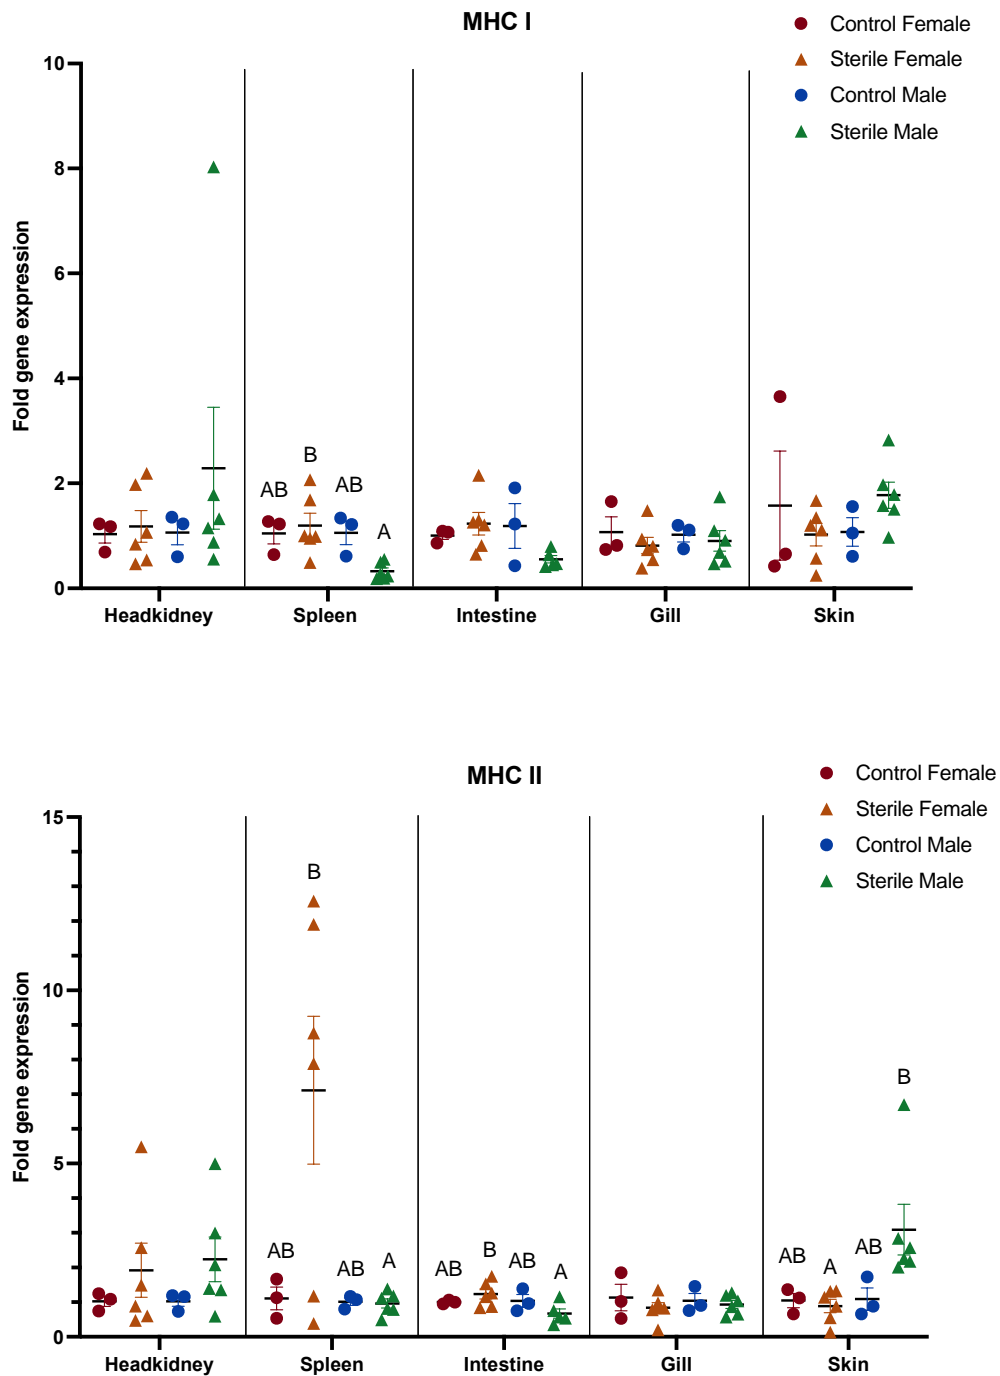 MHC I
Control Female
Sterile Female
Control Male
Sterile Male
Fold gene expression
10
8
6
4
2
0
AB
B
AB
A
Headkidney
Spleen
Intestine
Gill
Skin
MHC II
Control Female
Sterile Female
Control Male
Sterile Male
Fold gene expression
15
10
5
0
B
AB
AB
A
AB
B
AB
A
AB
A
AB
B
Headkidney
Spleen
Intestine
Gill
Skin